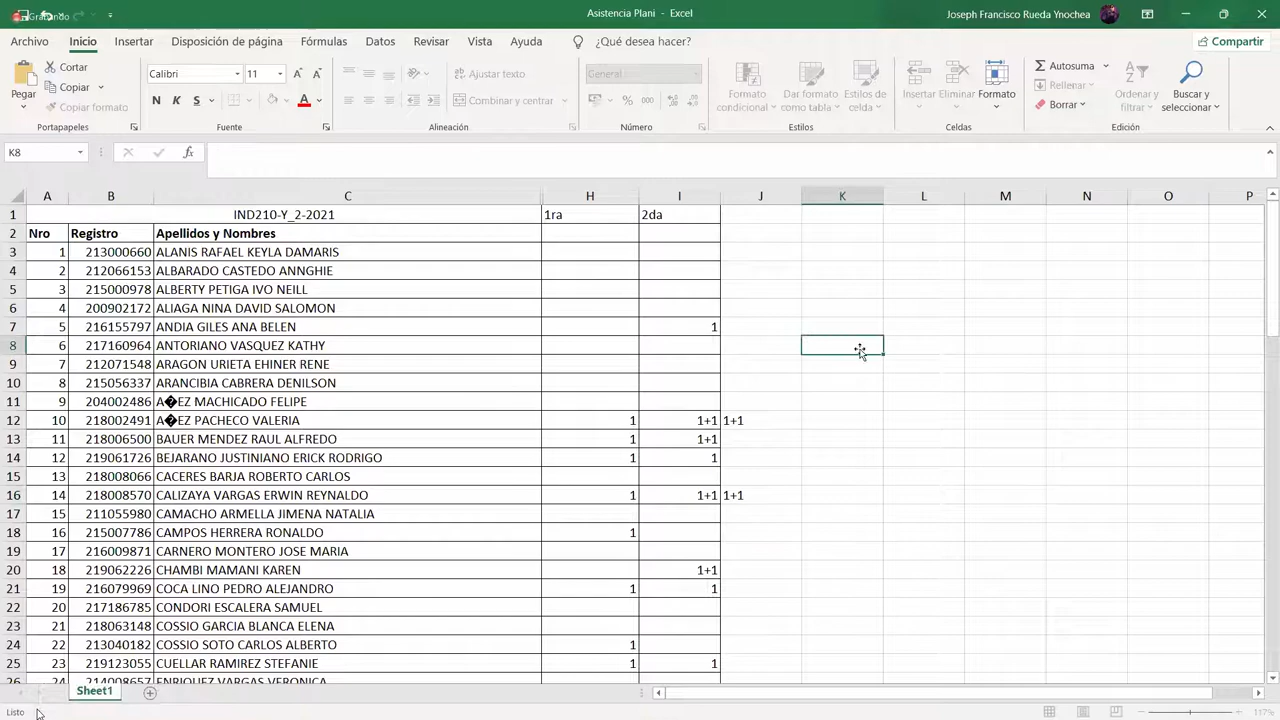 Grabando
Asistencia Plani - Excel
Joseph Francisco Rueda Ynochea
Archivo Inicio Insertar Disposición de página Fórmulas Datos Revisar Vista Ayuda ¿Qué desea hacer? Compartir
Pegar
Cortar
Copiar
Copiar formato
Portapapeles
Calibri 11
N K S
Fuente
Ajustar texto
Combinar y centrar
Alineación
General
% 000
Número
Formato condicional
Dar formato como tabla
Estilos de celda
Estilos
Insertar Eliminar Formato
Celdas
Autosuma
Rellenar
Borrar
Ordenar y filtrar
Buscar y seleccionar
Edición
K8 fx
A B C H I J K L M N O P
1 IND210-Y_2-2021 1ra 2da
2 Nro Registro Apellidos y Nombres
3 1 213000660 ALANIS RAFAEL KEYLA DAMARIS
4 2 212066153 ALBARADO CASTEDO ANNGHIE
5 3 215000978 ALBERTY PETIGA IVO NEILL
6 4 200902172 ALIAGA NINA DAVID SALOMON
7 5 216155797 ANDIA GILES ANA BELEN 1
8 6 217160964 ANTORIANO VASQUEZ KATHY
9 7 212071548 ARAGON URIETA EHINER RENE
10 8 215056337 ARANCIBIA CABRERA DENILSON
11 9 204002486 A�EZ MACHICADO FELIPE
12 10 218002491 A�EZ PACHECO VALERIA 1 1+1 1+1
13 11 218006500 BAUER MENDEZ RAUL ALFREDO 1 1+1
14 12 219061726 BEJARANO JUSTINIANO ERICK RODRIGO 1 1
15 13 218008066 CACERES BARJA ROBERTO CARLOS
16 14 218008570 CALIZAYA VARGAS ERWIN REYNALDO 1 1+1 1+1
17 15 211055980 CAMACHO ARMELLA JIMENA NATALIA
18 16 215007786 CAMPOS HERRERA RONALDO 1
19 17 216009871 CARNERO MONTERO JOSE MARIA
20 18 219062226 CHAMBI MAMANI KAREN 1+1
21 19 216079969 COCA LINO PEDRO ALEJANDRO 1 1
22 20 217186785 CONDORI ESCALERA SAMUEL
23 21 218063148 COSSIO GARCIA BLANCA ELENA
24 22 213040182 COSSIO SOTO CARLOS ALBERTO 1
25 23 219123055 CUELLAR RAMIREZ STEFANIE 1 1
26 24 214008657 ENRIQUEZ VARGAS VERONICA
Sheet1
Listo
117%